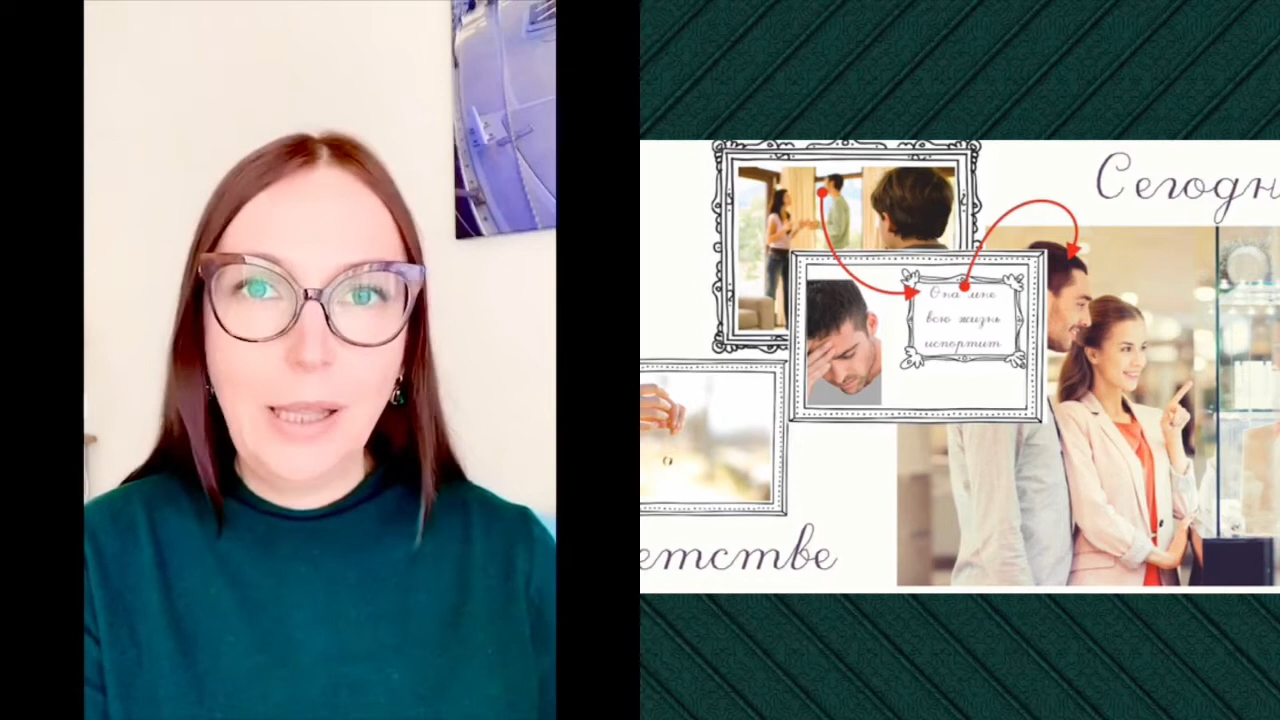 Сегодн
Она мне
всю жизнь
испортит
етстве